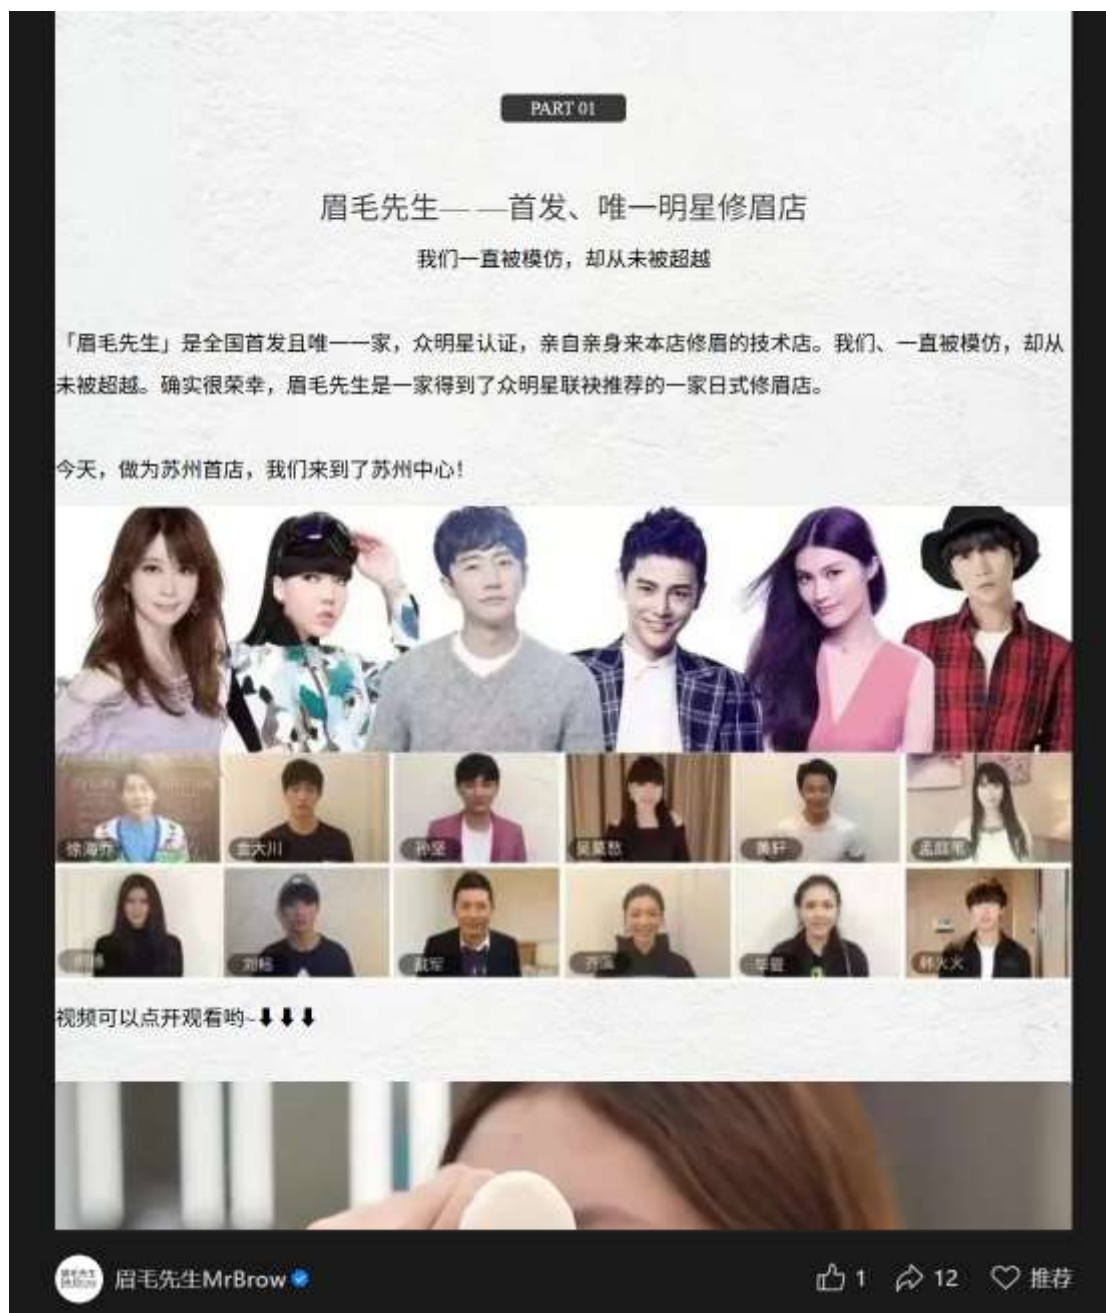 PART 01
眉毛先生— —首发、唯一明星修眉店
我们一直被模仿，却从未被超越
「眉毛先生」是全国首发且唯一一家，众明星认证，亲自亲身来本店修眉的技术店。我们、一直被模仿，却从
未被超越。确实很荣幸，眉毛先生是一家得到了众明星联袂推荐的一家日式修眉店。
今天，做为苏州首店，我们来到了苏州中心！
徐海乔 金大川 孙坚 吴莫愁 黄轩 孟庭苇
刘畅 战军 乔溪 韩火火
视频可以点开观看哟~⬇⬇⬇
眉毛先生MrBrow
1 12 推荐